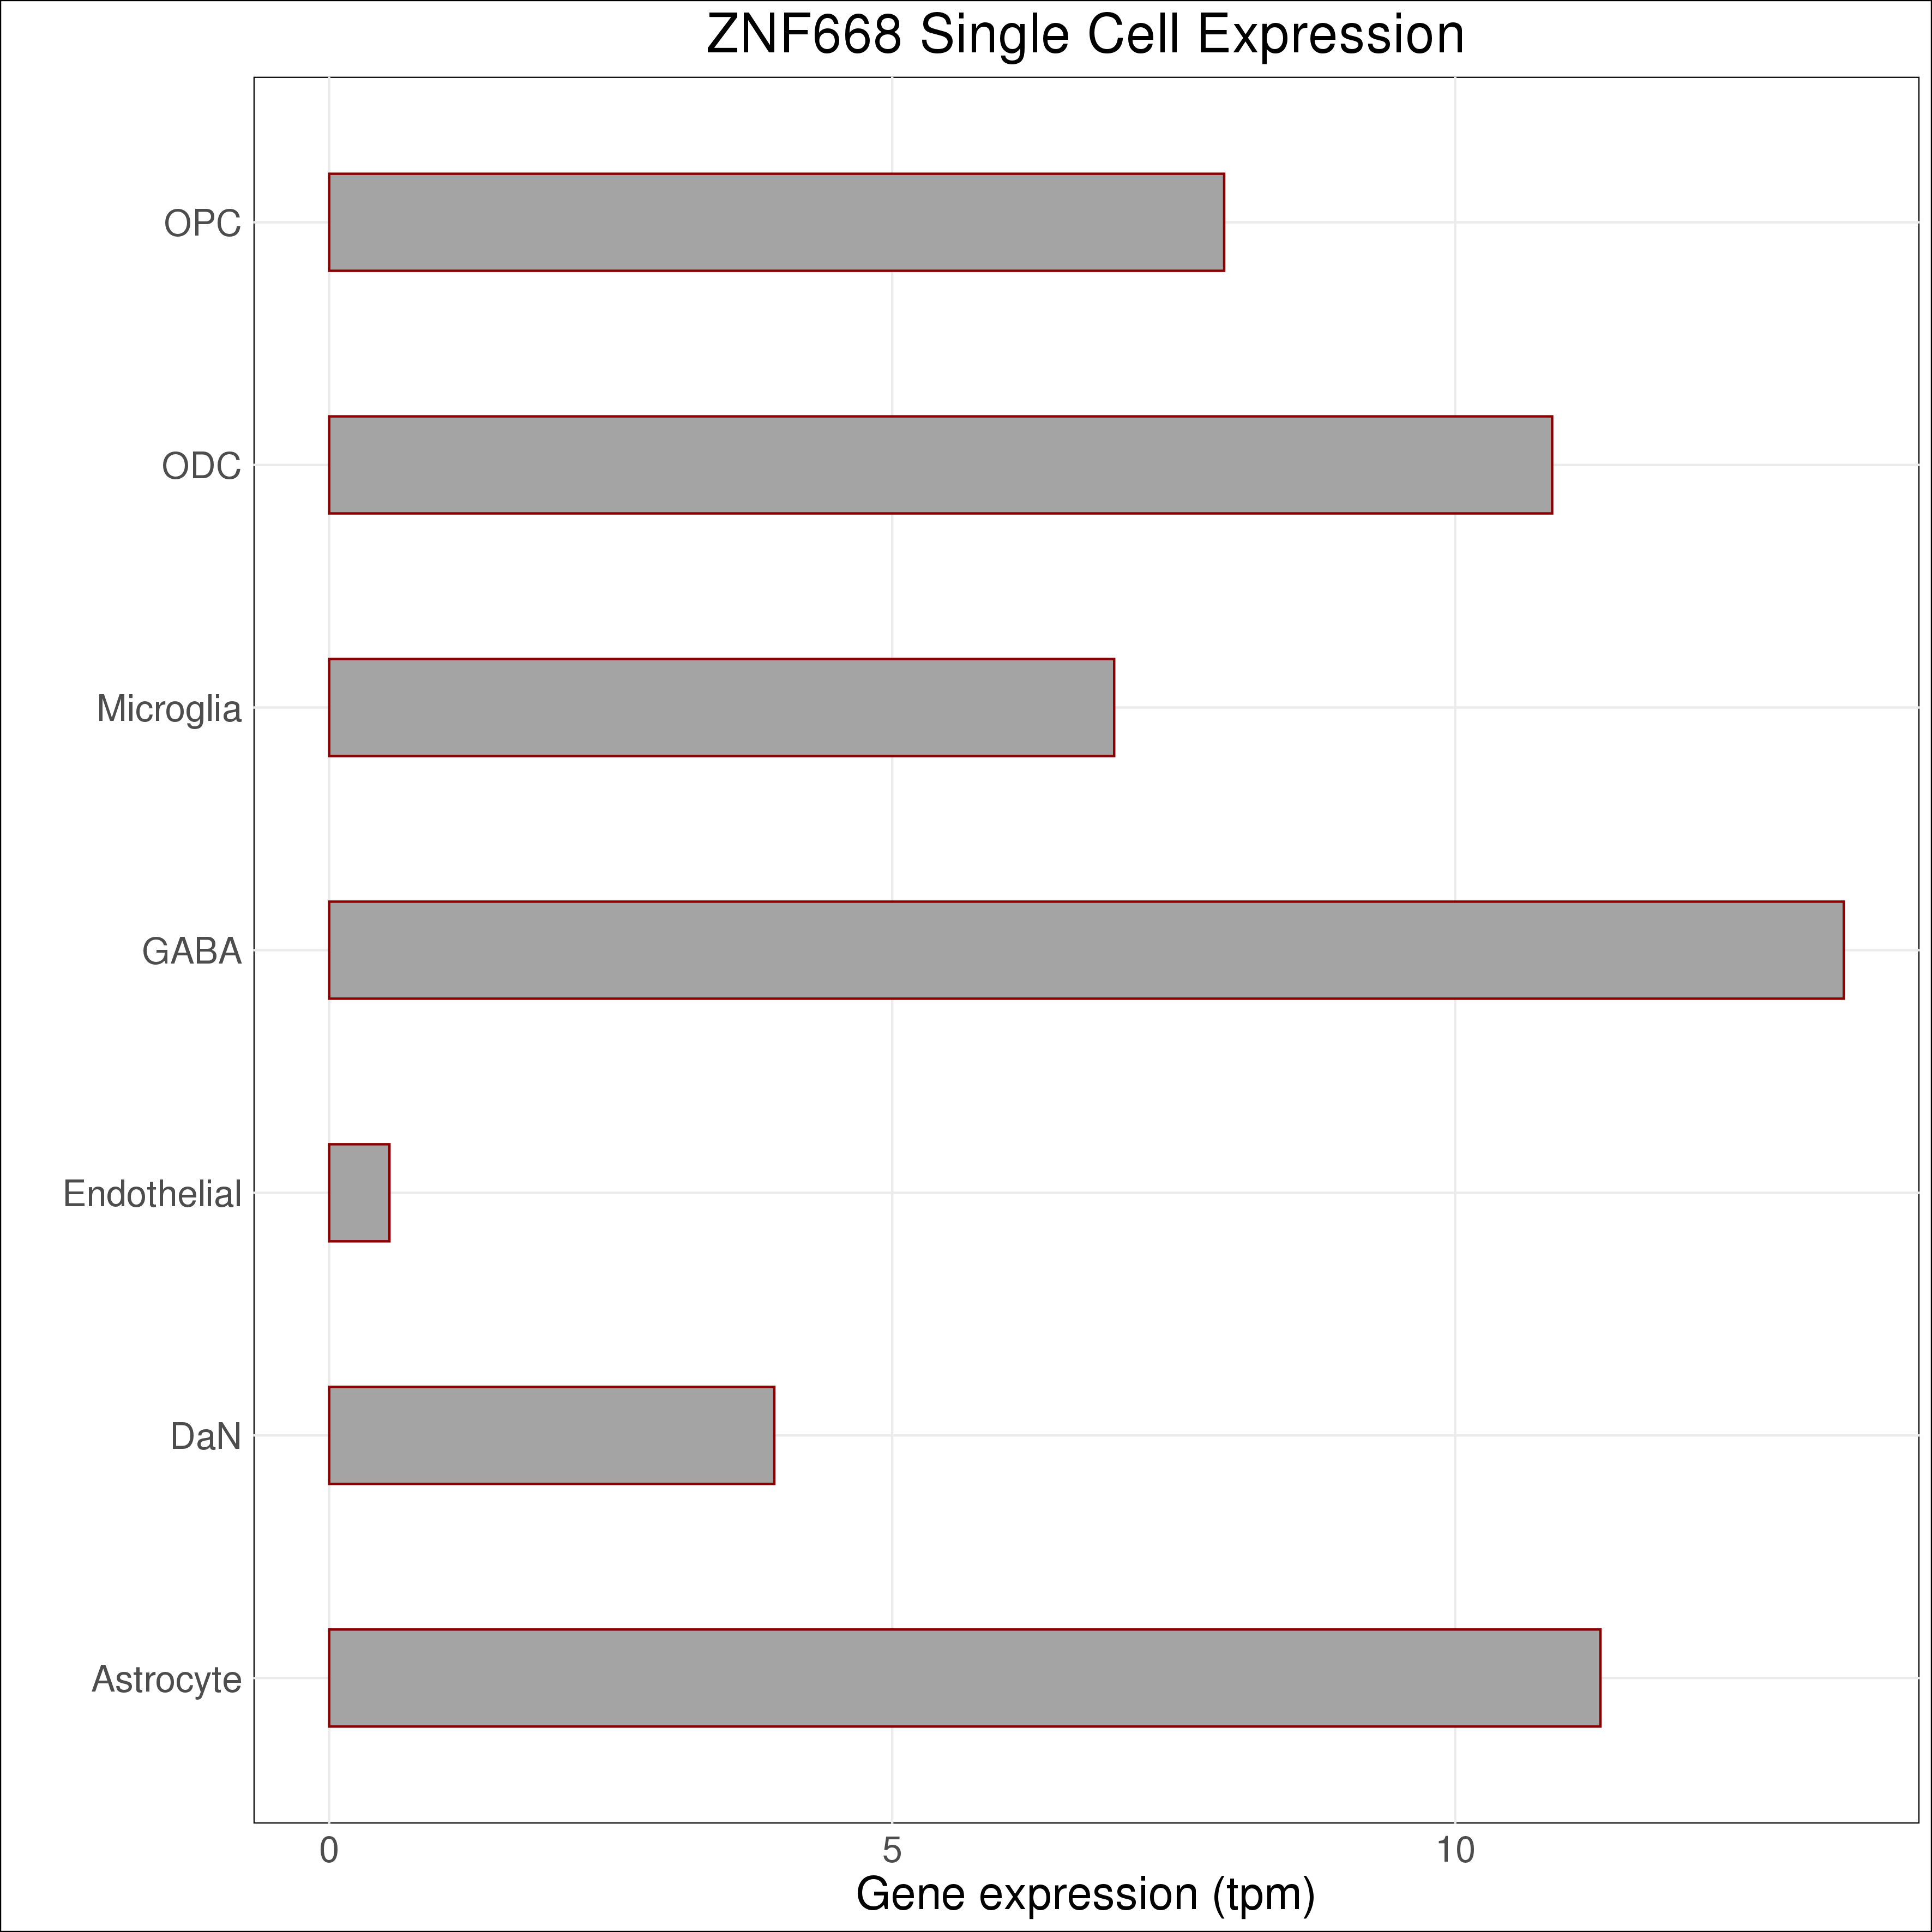 ZNF668 Single Cell Expression
OPC
ODC
Microglia
GABA
Endothelial
DaN
Astrocyte
0 5 10
Gene expression (tpm)